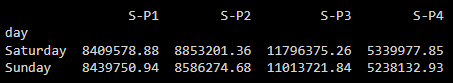 S-P1 S-P2 S-P3 S-P4
day
Saturday 8409578.88 8853201.36 11796375.26 5339977.85
Sunday 8439750.94 8586274.68 11013721.84 5238132.93